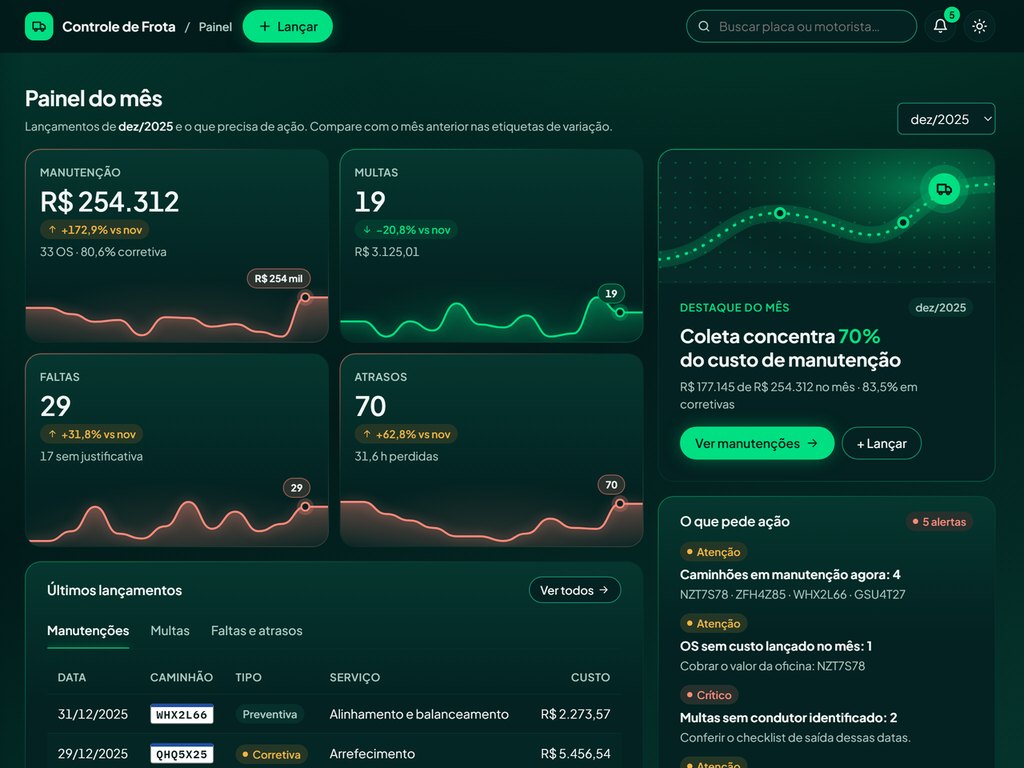 Controle de Frota / Painel + Lançar
Buscar placa ou motorista...
5
Painel do mês
Lançamentos de dez/2025 e o que precisa de ação. Compare com o mês anterior nas etiquetas de variação.
dez/2025
MANUTENÇÃO
R$ 254.312
↑ +172,9% vs nov
33 OS · 80,6% corretiva
R$ 254 mil
MULTAS
19
↓ −20,8% vs nov
R$ 3.125,01
19
FALTAS
29
↑ +31,8% vs nov
17 sem justificativa
29
ATRASOS
70
↑ +62,8% vs nov
31,6 h perdidas
70
DESTAQUE DO MÊS
dez/2025
Coleta concentra 70%
do custo de manutenção
R$ 177.145 de R$ 254.312 no mês · 83,5% em
corretivas
Ver manutenções →
+ Lançar
O que pede ação
5 alertas
Atenção
Caminhões em manutenção agora: 4
NZT7S78 · ZFH4Z85 · WHX2L66 · GSU4T27
Atenção
OS sem custo lançado no mês: 1
Cobrar o valor da oficina: NZT7S78
Crítico
Multas sem condutor identificado: 2
Conferir o checklist de saída dessas datas.
Atenção
Últimos lançamentos
Ver todos →
Manutenções Multas Faltas e atrasos
DATA CAMINHÃO TIPO SERVIÇO CUSTO
31/12/2025 WHX2L66 Preventiva Alinhamento e balanceamento R$ 2.273,57
29/12/2025 QHQ5X25 Corretiva Arrefecimento R$ 5.456,54